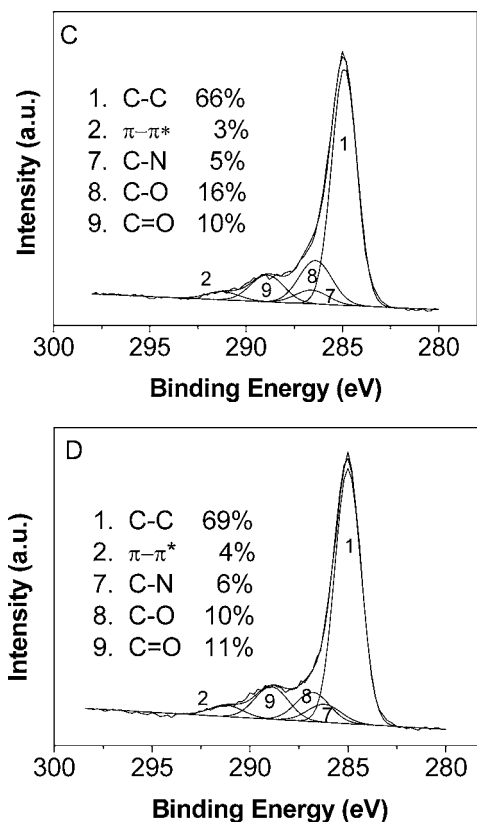 C
1. C-C 66%
2. π-π* 3%
7. C-N 5%
8. C-O 16%
9. C=O 10%
1
2
9
8
7
Intensity (a.u.)
300 295 290 285 280
Binding Energy (eV)
D
1. C-C 69%
2. π-π* 4%
7. C-N 6%
8. C-O 10%
9. C=O 11%
1
2
9
8
7
Intensity (a.u.)
300 295 290 285 280
Binding Energy (eV)